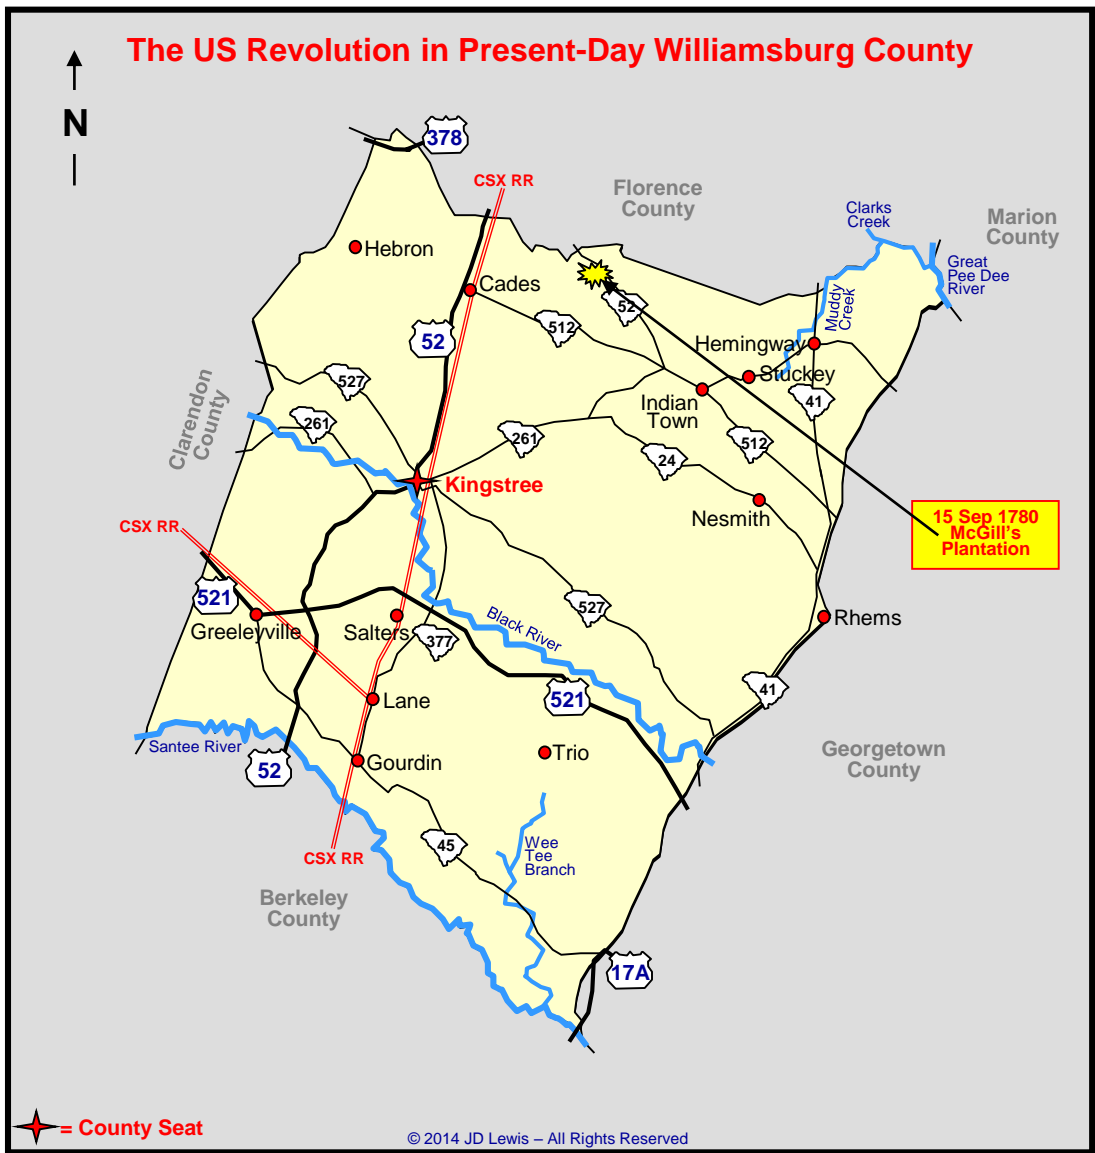 The US Revolution in Present-Day Williamsburg County
N
378
CSX RR
Florence
County
Clarks
Creek
Marion
County
Hebron
Great
Pee Dee
River
Cades
52
Muddy
Creek
512
52
Hemingway
527
Stuckey
Indian
Town
41
Clarendon
County
261
261
512
24
Kingstree
Nesmith
15 Sep 1780
McGill's
Plantation
CSX RR
521
Greeleyville
Salters
377
Black River
527
Rhems
521
41
Lane
Santee River
52
Gourdin
Trio
Georgetown
County
45
Wee
Tee
Branch
CSX RR
Berkeley
County
17A
= County Seat
© 2014 JD Lewis – All Rights Reserved